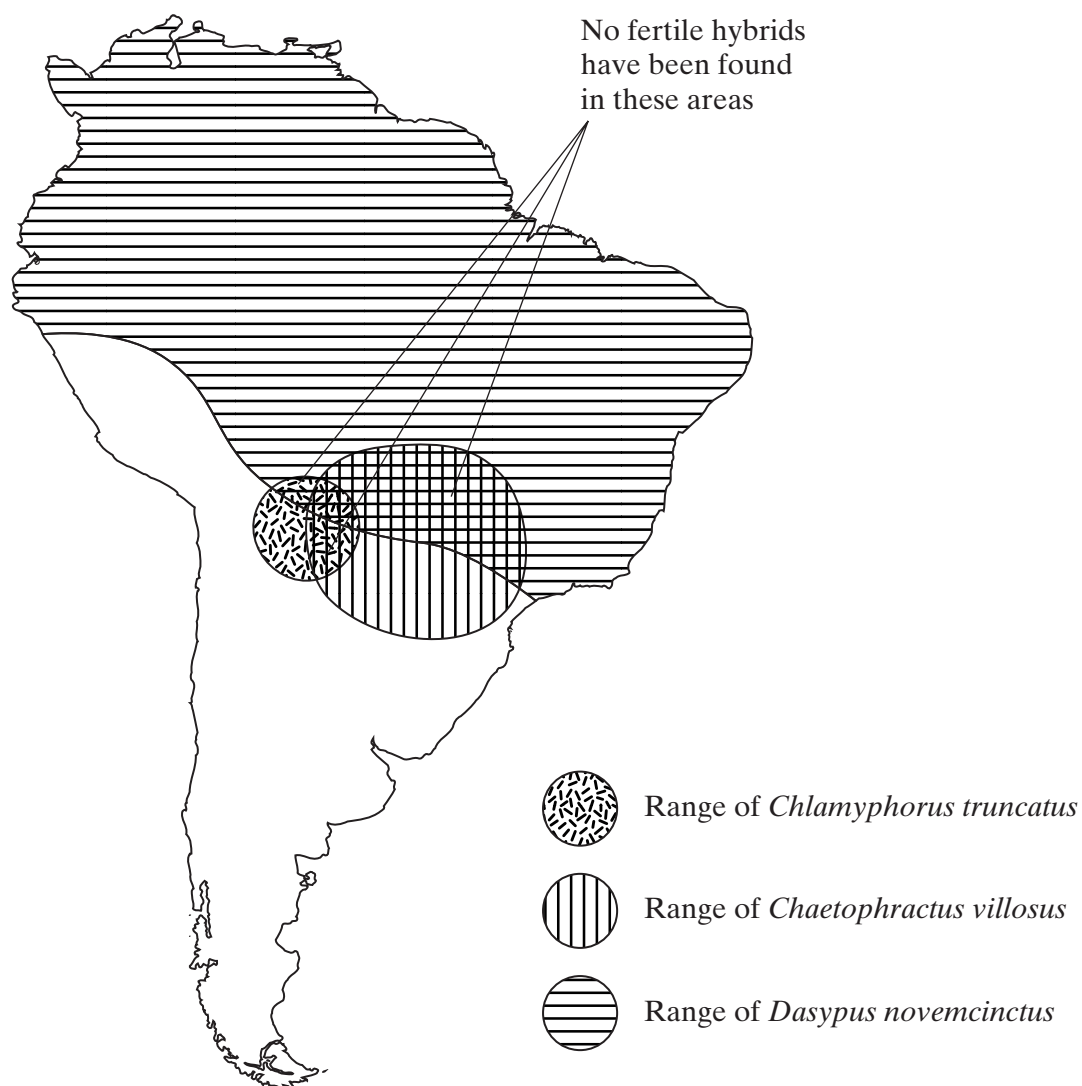 No fertile hybrids
have been found
in these areas
Range of Chlamyphorus truncatus
Range of Chaetophractus villosus
Range of Dasypus novemcinctus